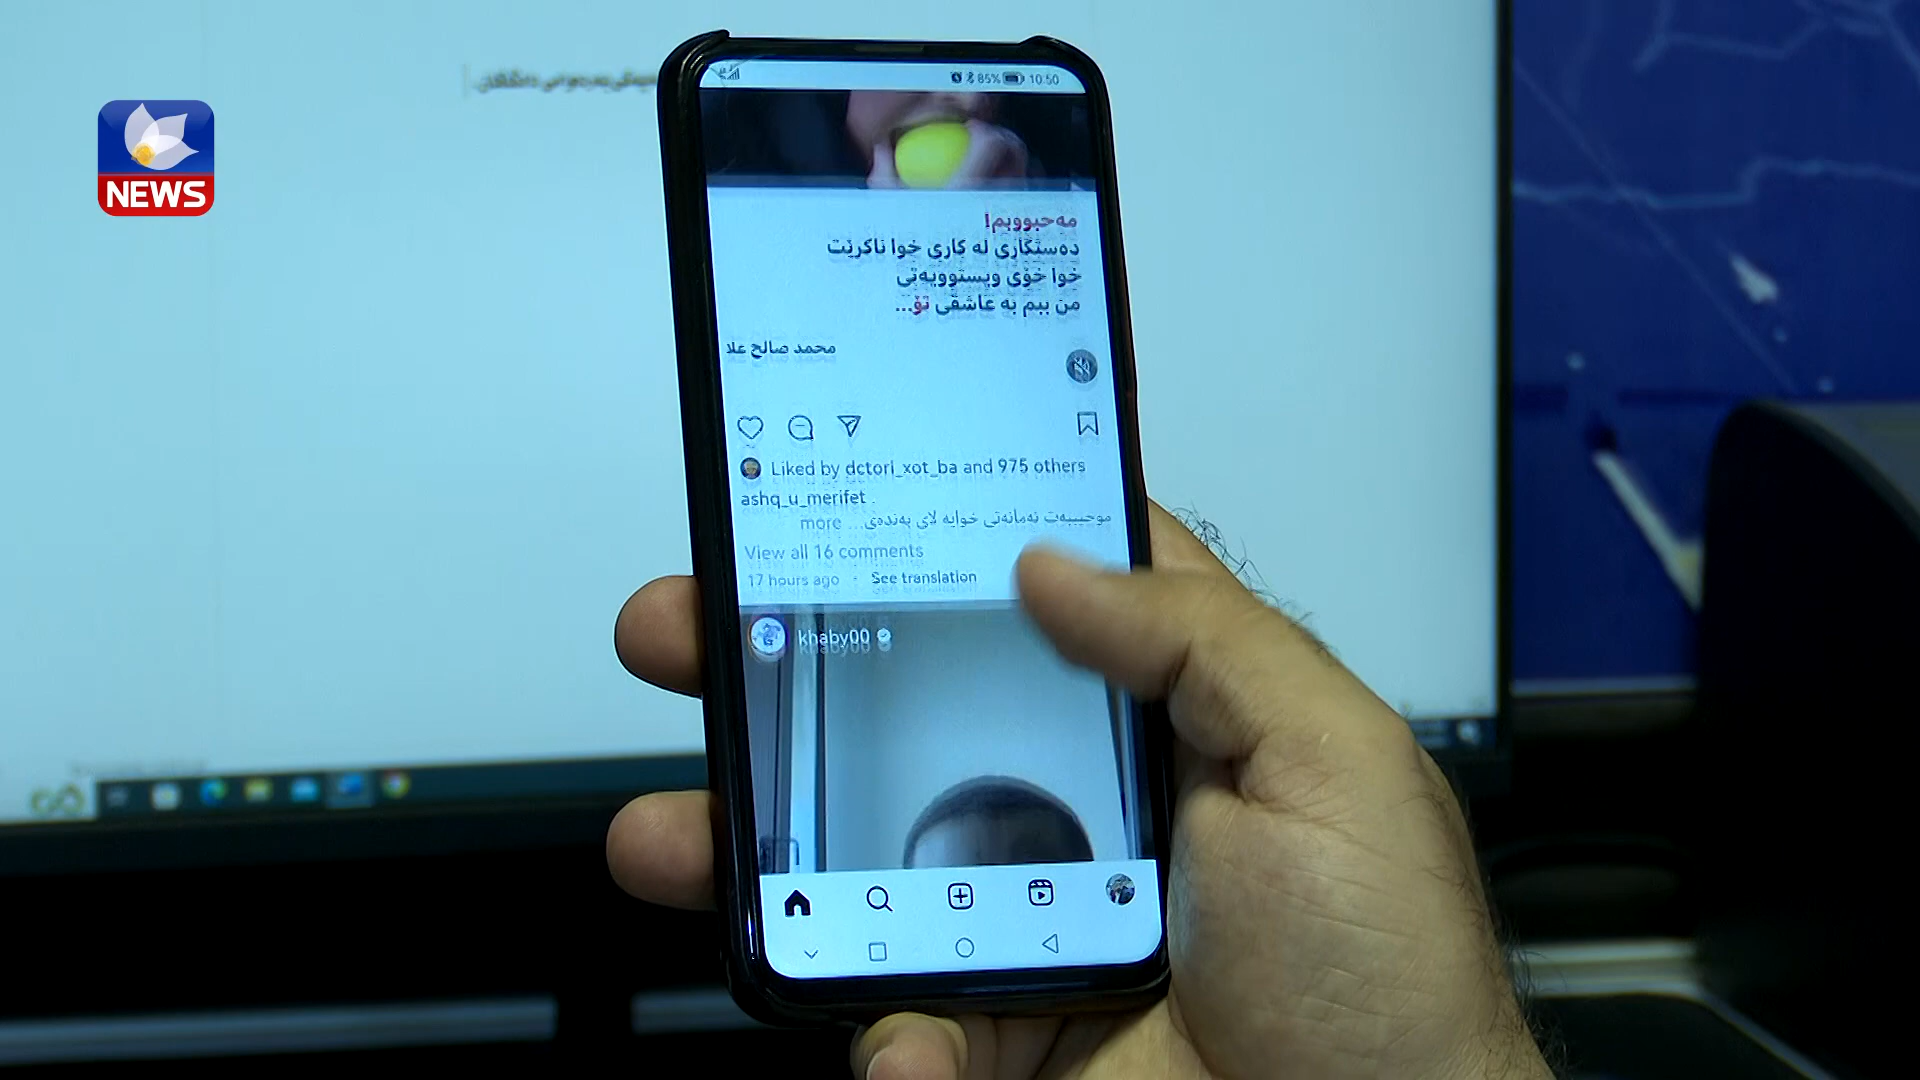 NEWS
85% 10:50
مەحبووبم!
دەستکاری لە کاری خوا ناکرێت
خوا خۆی ویستوویەتی
من ببم بە عاشقی تۆ...
محمد صالح علا
Liked by dctorl_xot_ba and 975 others
ashq_u_merifet .
موحیببەت ئەمانەتی خوایە لای بەندەی... more
View all 16 comments
17 hours ago · See translation
khaby00